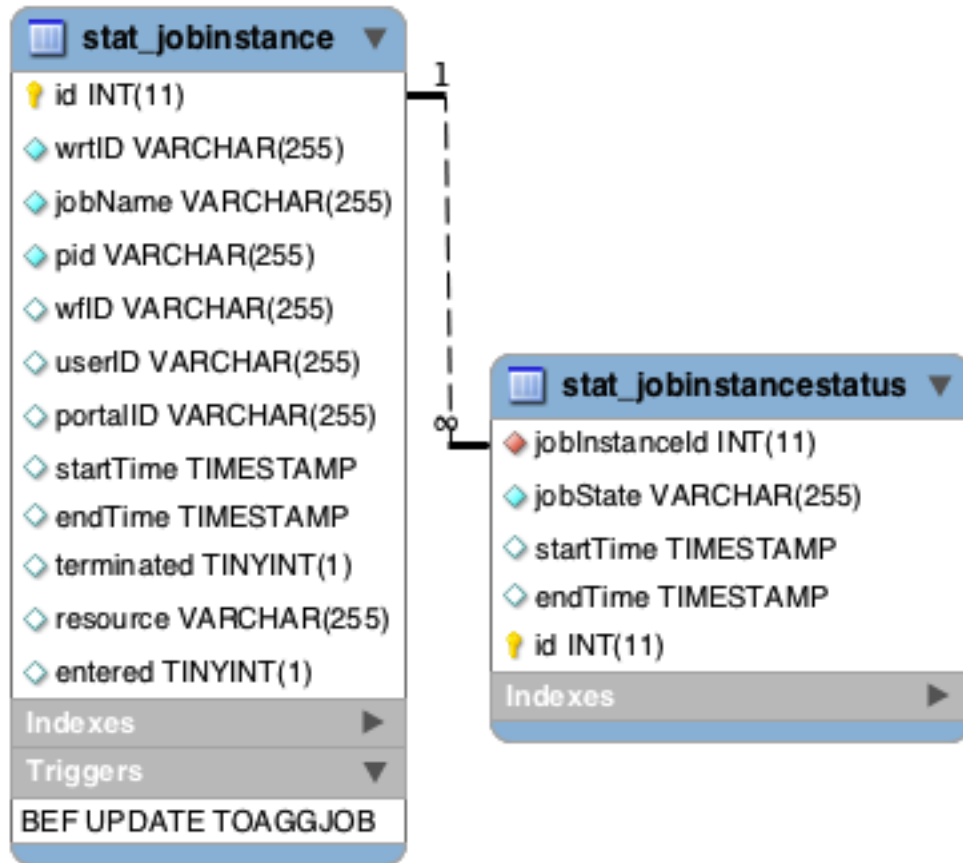 stat_jobinstance
id INT(11)
wrtID VARCHAR(255)
jobName VARCHAR(255)
pid VARCHAR(255)
wfID VARCHAR(255)
userID VARCHAR(255)
portalID VARCHAR(255)
startTime TIMESTAMP
endTime TIMESTAMP
terminated TINYINT(1)
resource VARCHAR(255)
entered TINYINT(1)
Indexes
Triggers
BEF UPDATE TOAGGJOB
1
∞
stat_jobinstancestatus
jobInstanceId INT(11)
jobState VARCHAR(255)
startTime TIMESTAMP
endTime TIMESTAMP
id INT(11)
Indexes